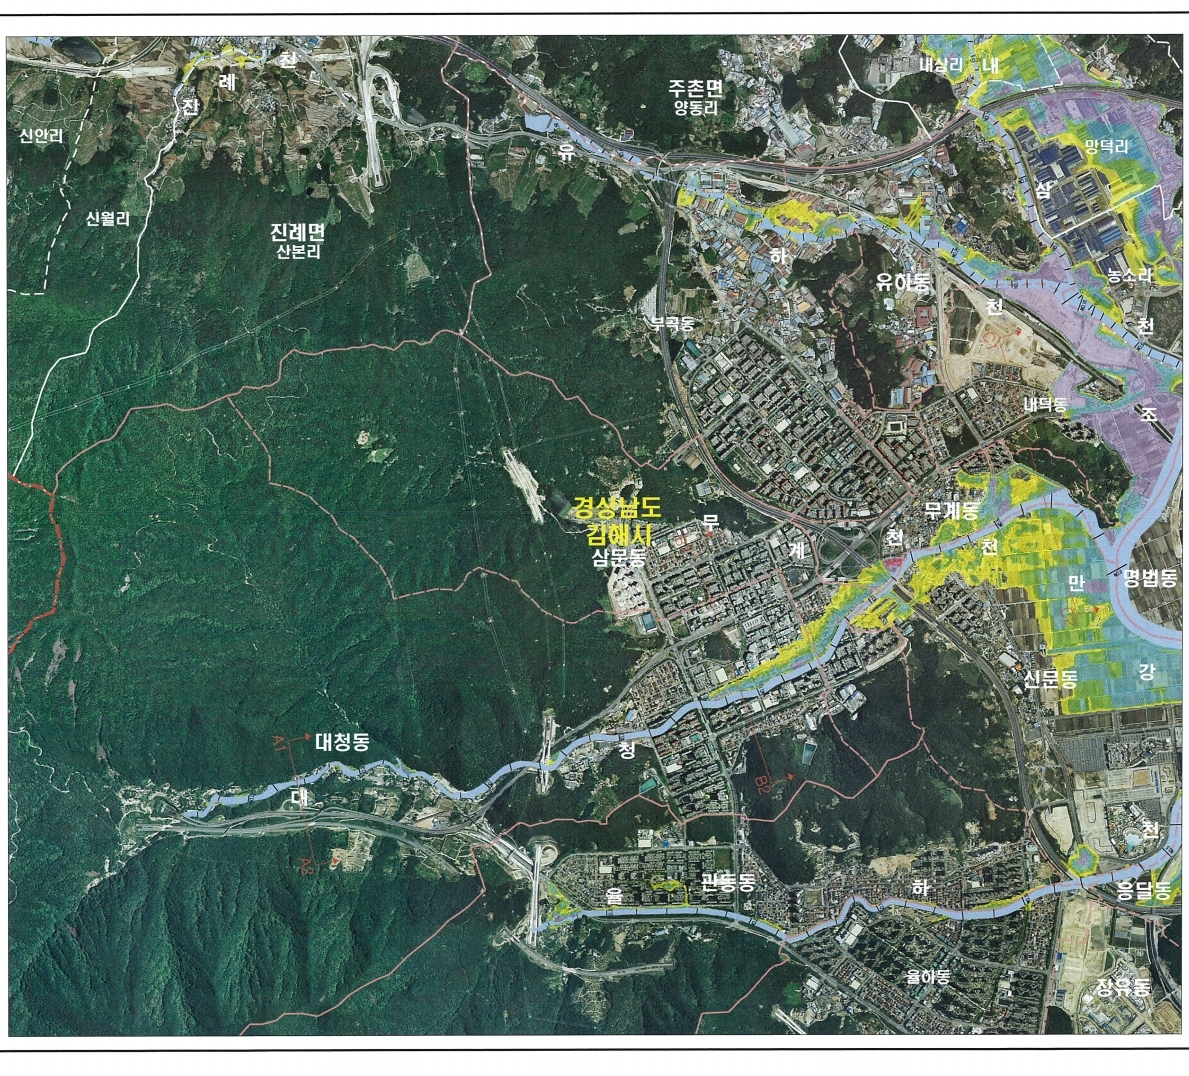 내삼리
내
천
례
진
주촌면
양동리
신안리
유
망덕리
삼
신월리
진례면
산본리
하
농소리
유하동
천
천
부곡동
내덕동
조
경상남도
김해시
삼문동
무
무계동
계
천
천
만
명법동
신문동
강
대청동
A1
청
B2
대
천
A2
율
관동동
하
응달동
율하동
장유동